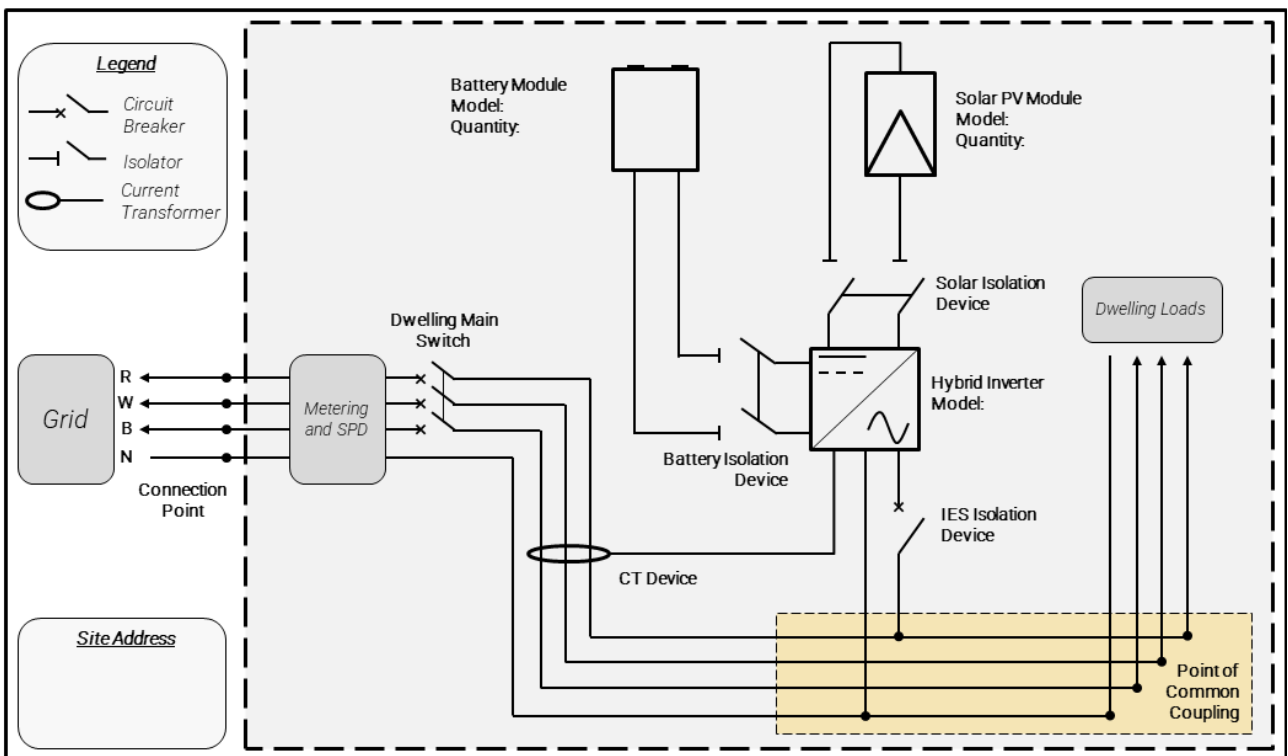 Legend
Circuit
Breaker
Isolator
Current
Transformer
Battery Module
Model:
Quantity:
Solar PV Module
Model:
Quantity:
Solar Isolation
Device
Dwelling Loads
Dwelling Main
Switch
Grid
R
W
B
N
Metering
and SPD
Connection
Point
Hybrid Inverter
Model:
Battery Isolation
Device
IES Isolation
Device
CT Device
Site Address
Point of
Common
Coupling